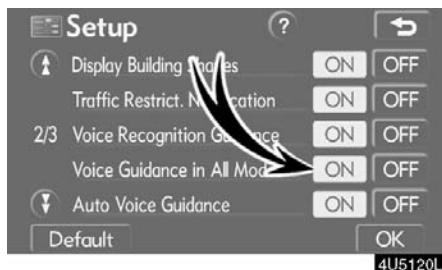 Setup ?
Display Building ON OFF
Traffic Restrict. ON OFF
2/3 Voice Recognition ON OFF
Voice Guidance in All ON OFF
Auto Voice Guidance ON OFF
Default OK
4U5120L